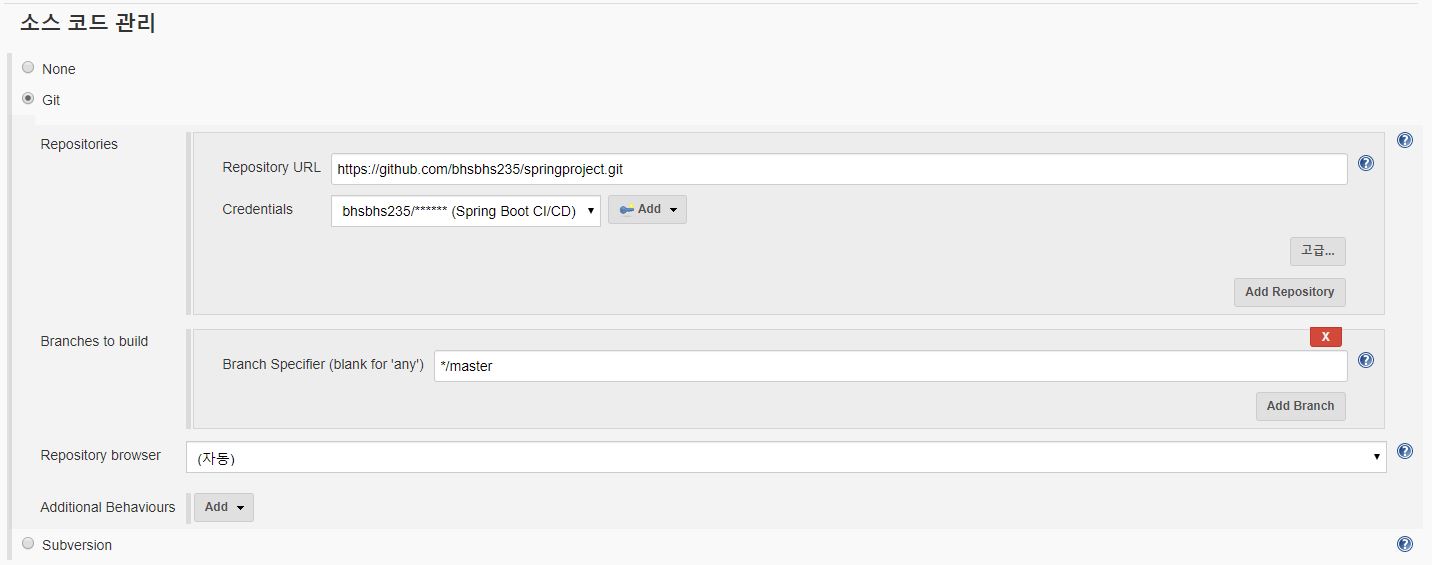 소스 코드 관리
None
Git
Repositories
Repository URL https://github.com/bhsbhs235/springproject.git
Credentials bhsbhs235/****** (Spring Boot CI/CD) Add
고급...
Add Repository
Branches to build
X
Branch Specifier (blank for 'any') */master
Add Branch
Repository browser (자동)
Additional Behaviours Add
Subversion